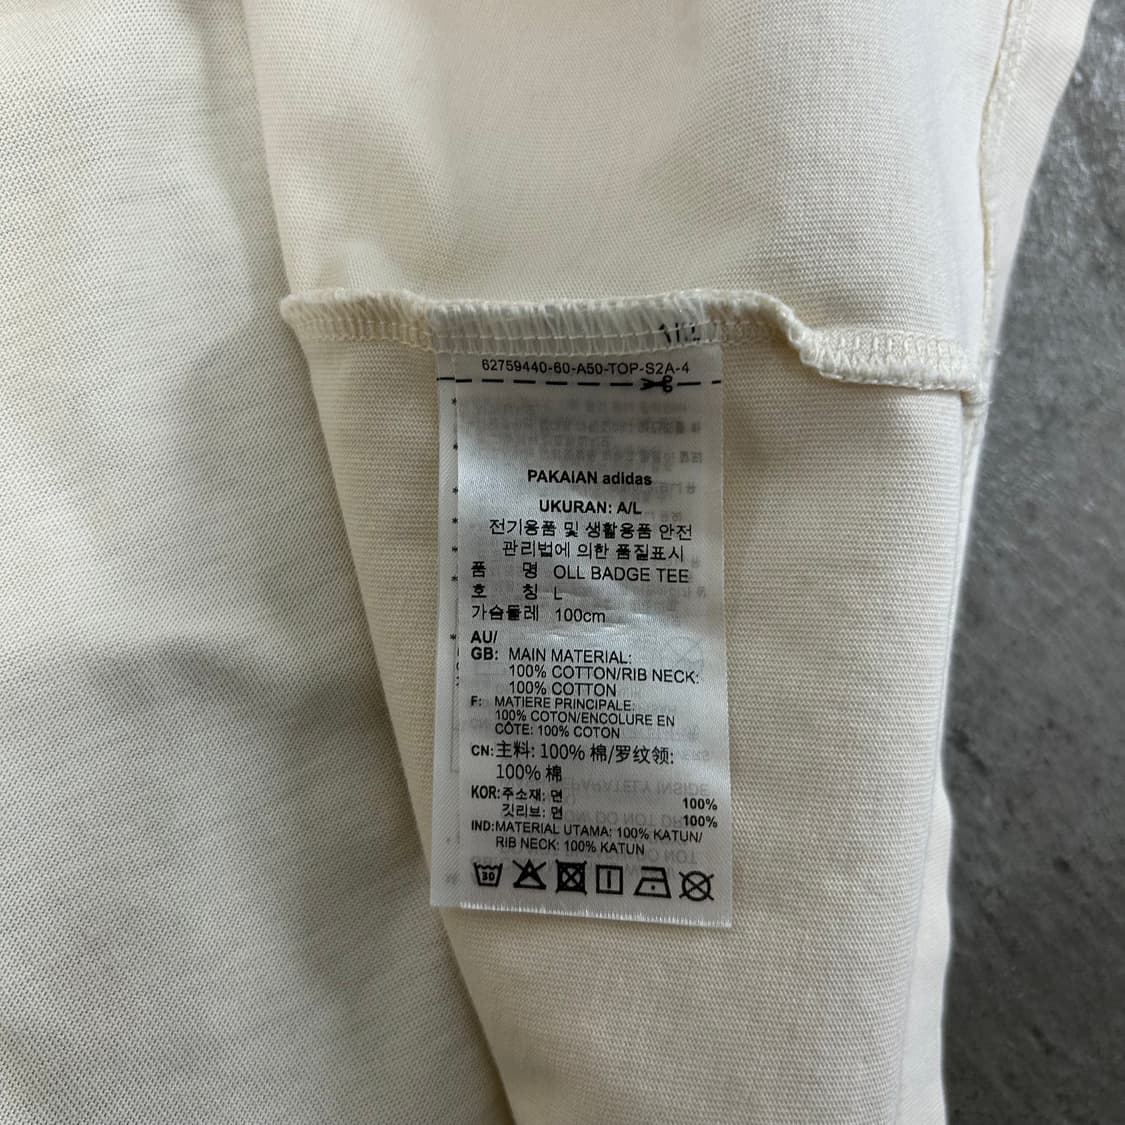 62759440-60-A50-TOP-S2A-4
PAKAIAN adidas
UKURAN: A/L
전기용품 및 생활용품 안전
관리법에 의한 품질표시
품 명 OLL BADGE TEE
호 칭 L
가슴둘레 100cm
AU/
GB: MAIN MATERIAL:
100% COTTON/RIB NECK:
100% COTTON
F: MATIERE PRINCIPALE:
100% COTON/ENCOLURE EN
CÔTE: 100% COTON
CN: 主料: 100% 棉/罗纹领:
100% 棉
KOR: 주소재: 면 100%
깃리브: 면 100%
IND: MATERIAL UTAMA: 100% KATUN/
RIB NECK: 100% KATUN
30